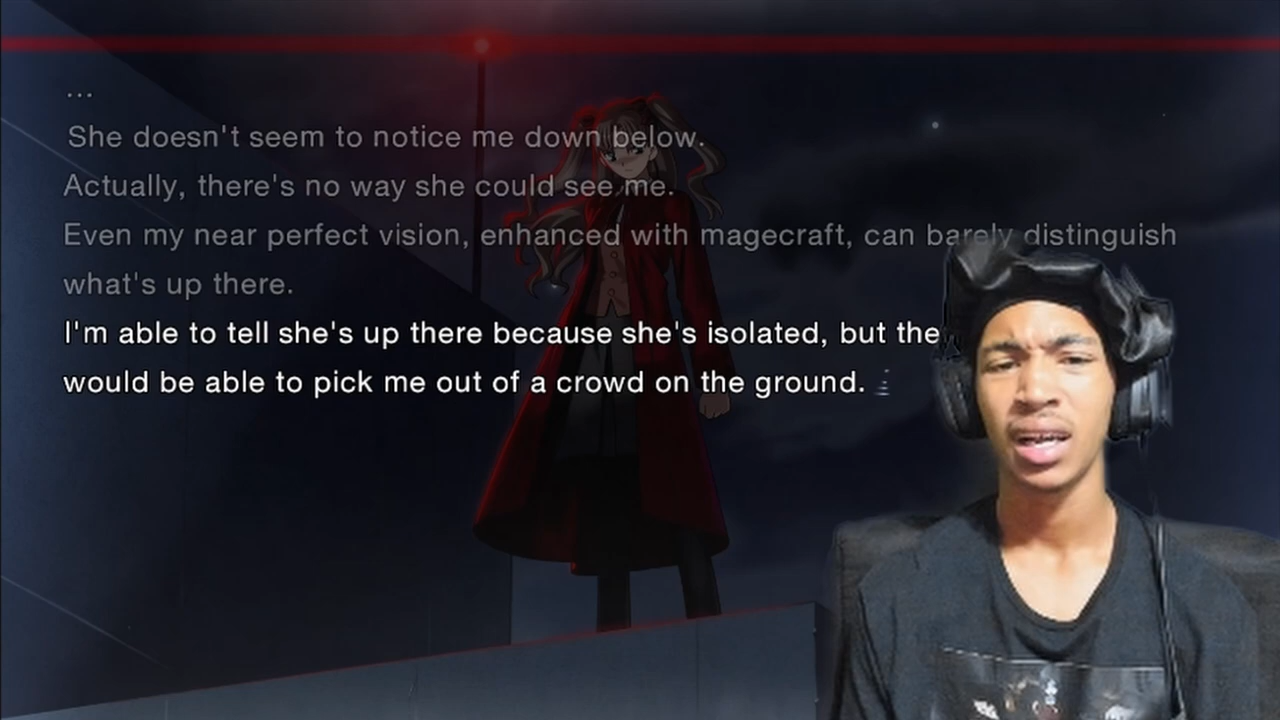 ...
She doesn't seem to notice me down below.
Actually, there's no way she could see me.
Even my near perfect vision, enhanced with magecraft, can barely distinguish
what's up there.
I'm able to tell she's up there because she's isolated, but the
would be able to pick me out of a crowd on the ground.